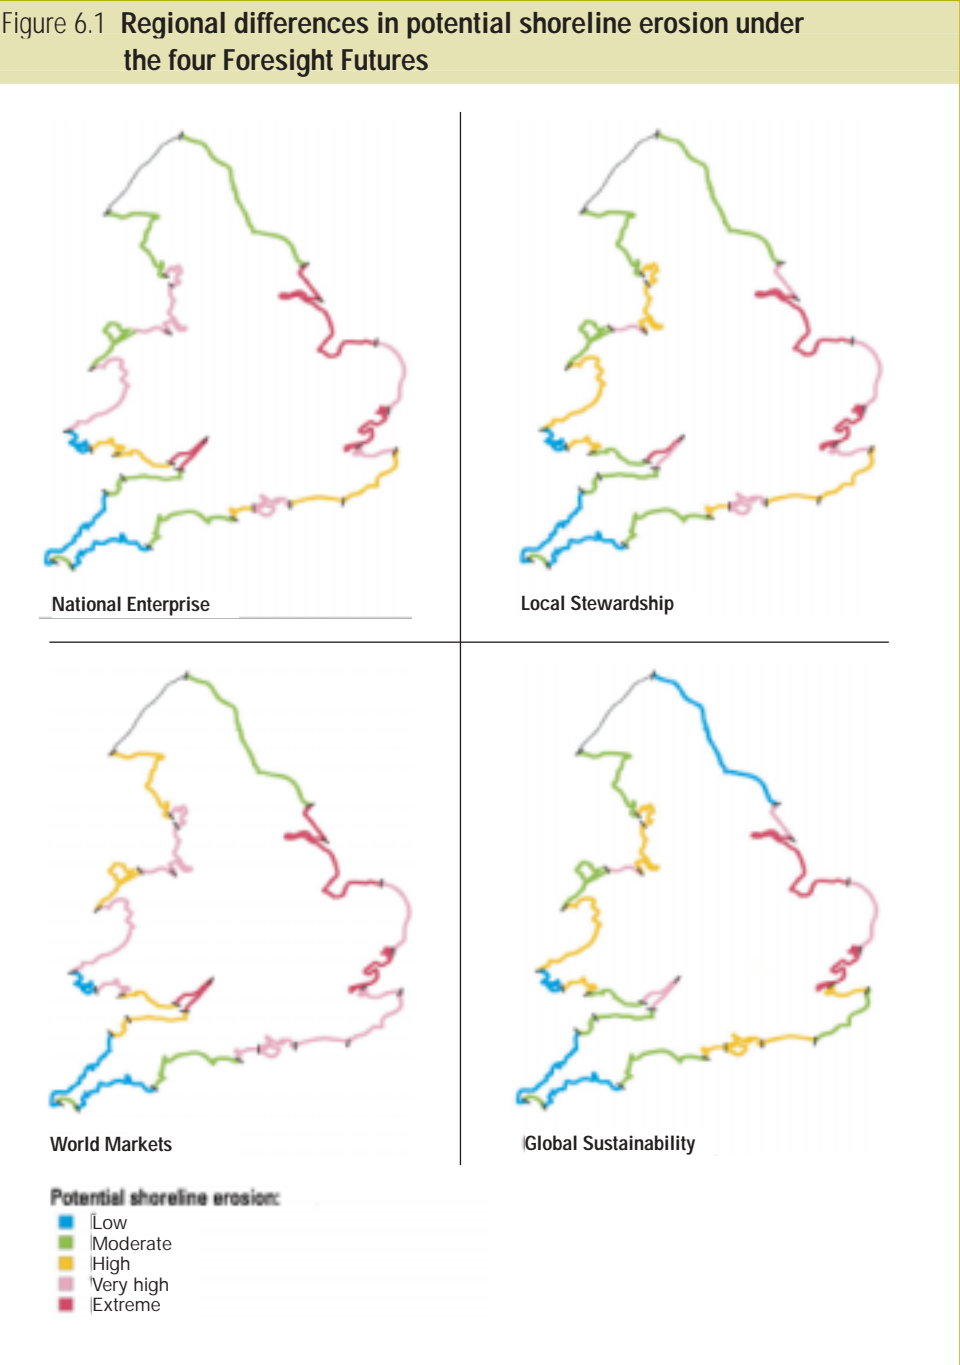 Figure 6.1 Regional differences in potential shoreline erosion under
the four Foresight Futures
National Enterprise
Local Stewardship
World Markets
Global Sustainability
Potential shoreline erosion:
Low
Moderate
High
Very high
Extreme